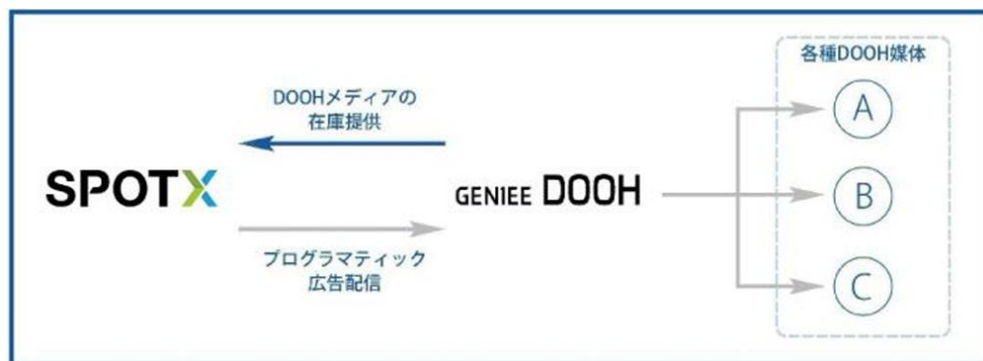 各種DOOH媒体
DOOHメディアの
在庫提供
SPOTX
GENIEE DOOH
プログラマティック
広告配信
A
B
C